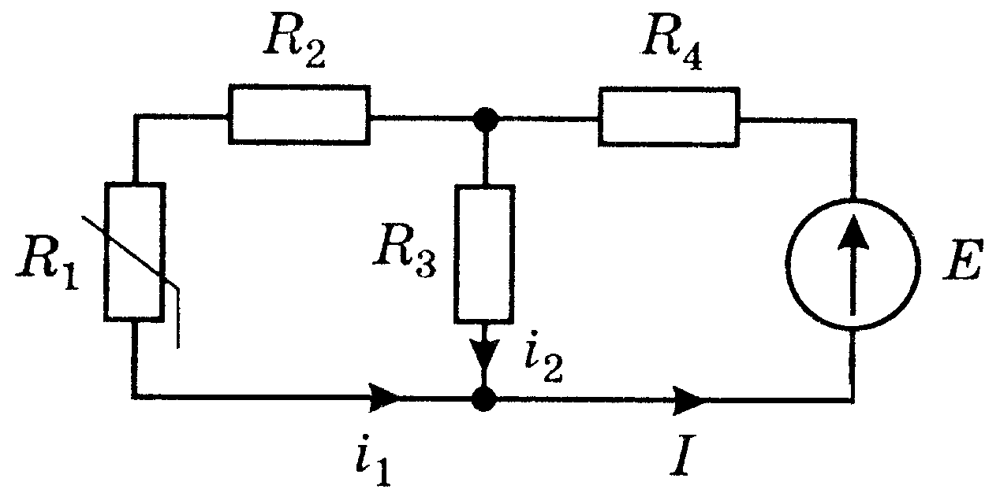 R₂
R₄
R₁
R₃
E
i₂
i₁
I